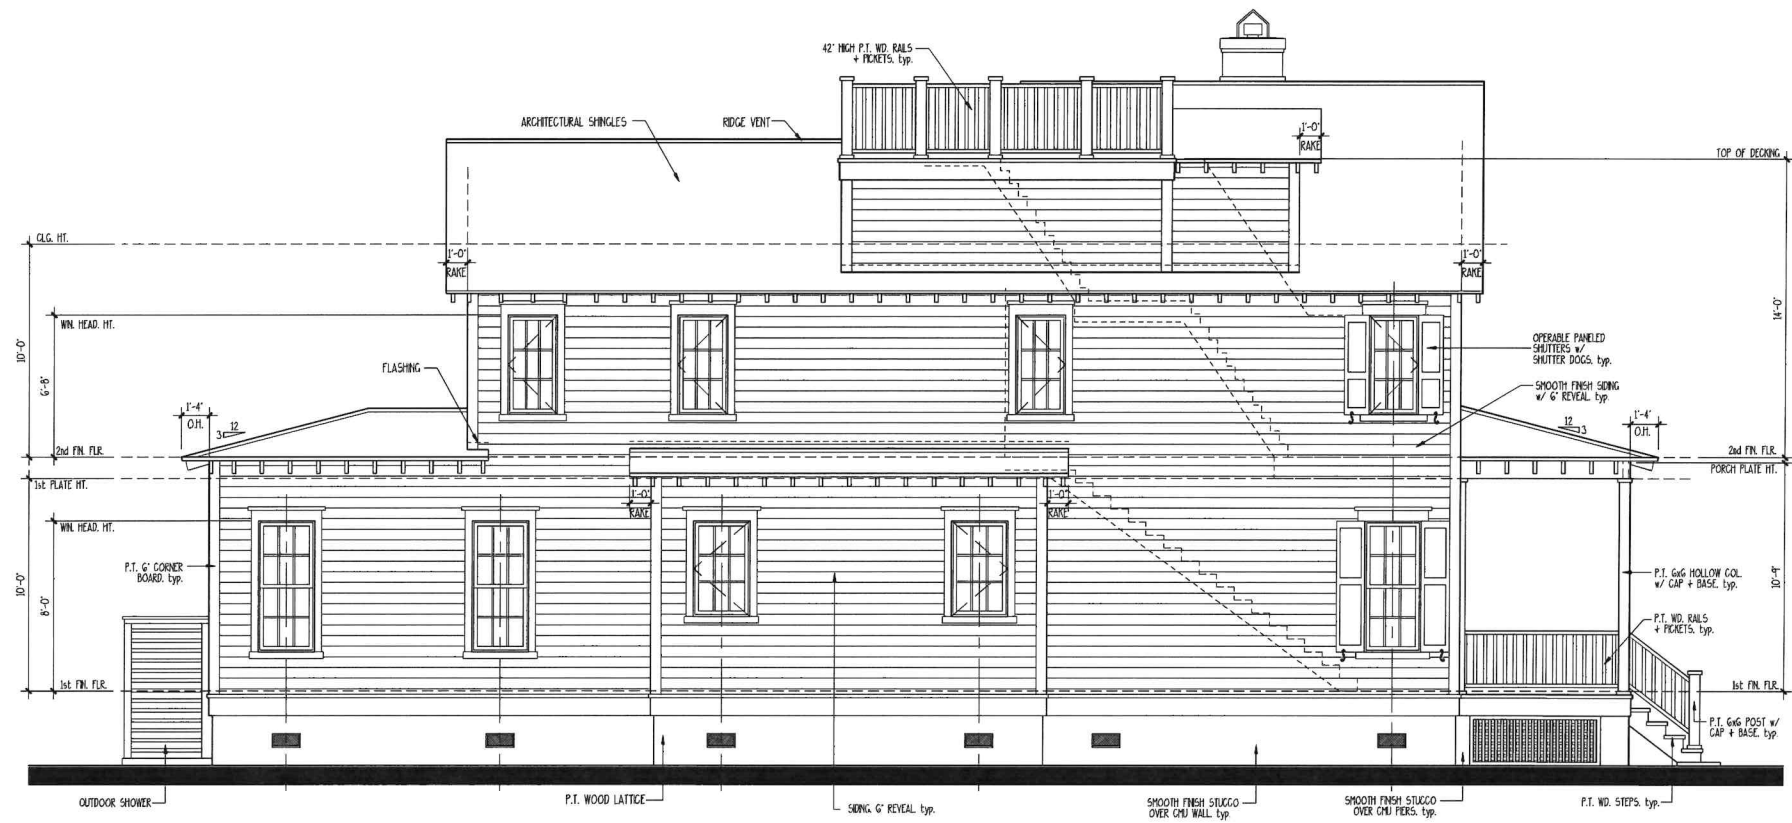 42" HIGH P.T. WD. RAILS
+ PICKETS, typ.
ARCHITECTURAL SHINGLES
RIDGE VENT
1'-0"
RAKE
TOP OF DECKING
CLG. HT.
1'-0"
RAKE
1'-0"
RAKE
WIN. HEAD. HT.
10'-0"
6'-8"
14'-0"
OPERABLE PANELED
SHUTTERS w/
SHUTTER DOGS, typ.
FLASHING
SMOOTH FINISH SIDING
w/ 6" REVEAL, typ.
1'-4"
O.H.
12
3
12
3
1'-4"
O.H.
2nd FIN. FLR.
2nd FIN. FLR.
PORCH PLATE HT.
1st PLATE HT.
1'-0"
RAKE
1'-0"
RAKE
WIN. HEAD. HT.
P.T. 6" CORNER
BOARD, typ.
10'-0"
8'-0"
P.T. 6x6 HOLLOW COL.
w/ CAP + BASE, typ.
10'-9"
P.T. WD. RAILS
+ PICKETS, typ.
1st FIN. FLR.
1st FIN. FLR.
P.T. 6x6 POST w/
CAP + BASE, typ.
OUTDOOR SHOWER
P.T. WOOD LATTICE
SIDING, 6" REVEAL, typ.
SMOOTH FINISH STUCCO
OVER CMU WALL, typ.
SMOOTH FINISH STUCCO
OVER CMU PIERS, typ.
P.T. WD. STEPS, typ.